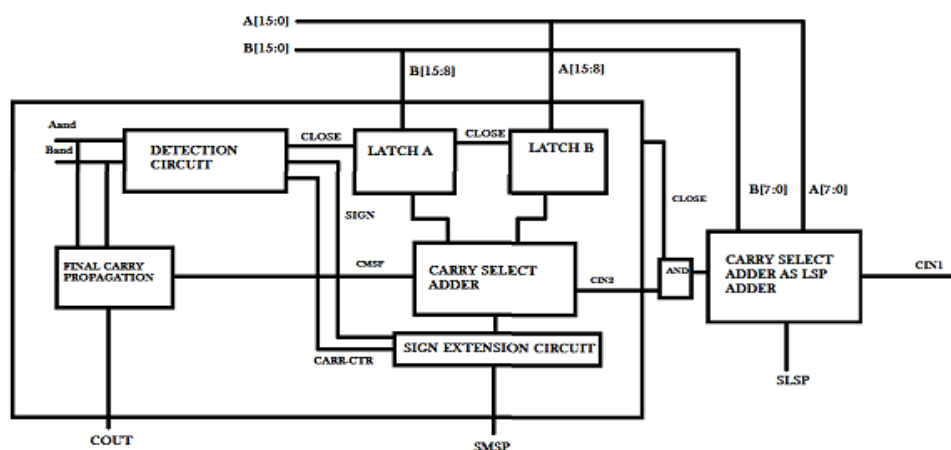 A[15:0]
B[15:0]
B[15:8]
A[15:8]
Aand
Band
DETECTION
CIRCUIT
CLOSE
LATCH A
CLOSE
LATCH B
SIGN
CLOSE
B[7:0]
A[7:0]
FINAL CARRY
PROPAGATION
CMSP
CARRY SELECT
ADDER
CIN2
AND
CARRY SELECT
ADDER AS LSP
ADDER
CIN1
CARR-CTR
SIGN EXTENSION CIRCUIT
SLSP
COUT
SMSP